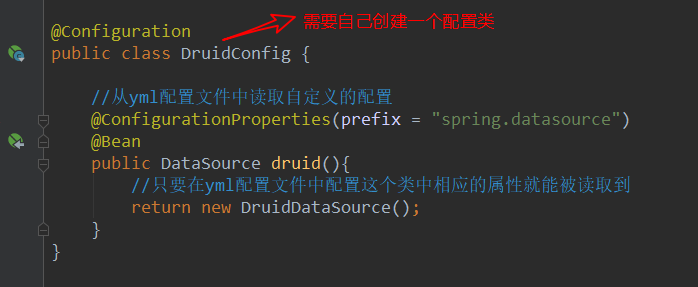 需要自己创建一个配置类
@Configuration
public class DruidConfig {
//从yml配置文件中读取自定义的配置
@ConfigurationProperties(prefix = "spring.datasource")
@Bean
public DataSource druid(){
//只要在yml配置文件中配置这个类中相应的属性就能被读取到
return new DruidDataSource();
}
}